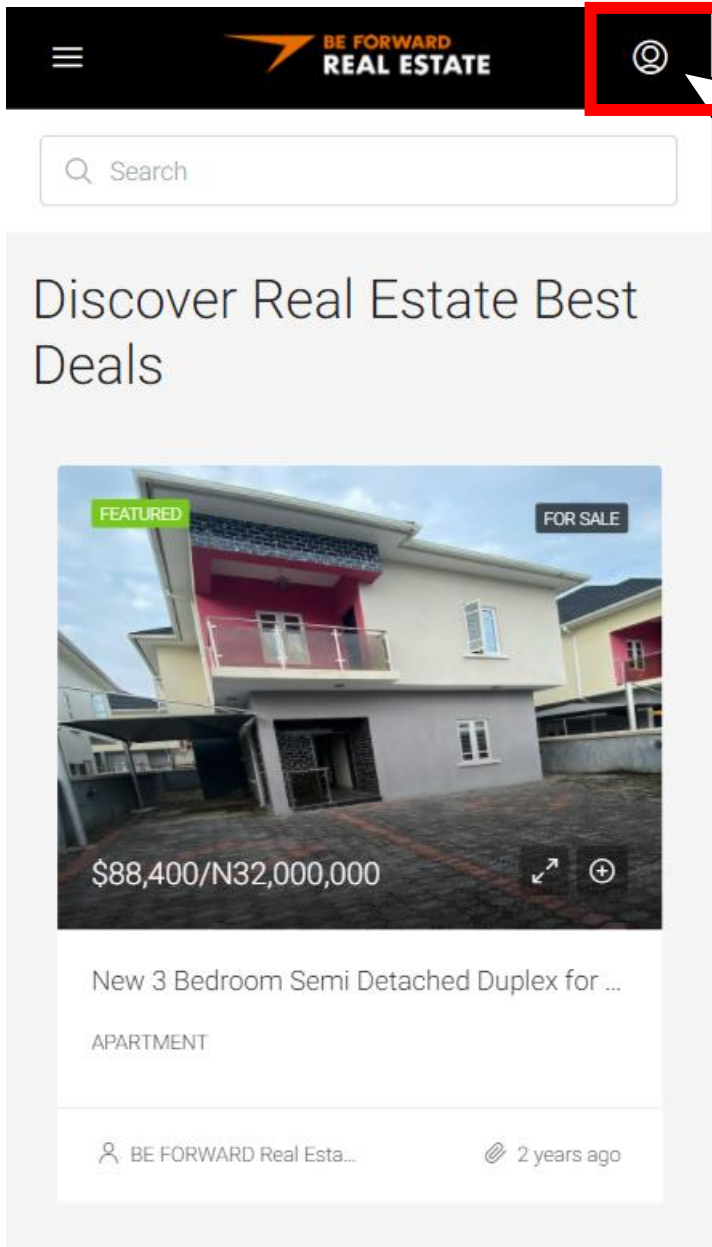 BE FORWARD
REAL ESTATE
Search
Discover Real Estate Best
Deals
FEATURED
FOR SALE
$88,400/N32,000,000
New 3 Bedroom Semi Detached Duplex for ...
APARTMENT
BE FORWARD Real Esta...
2 years ago